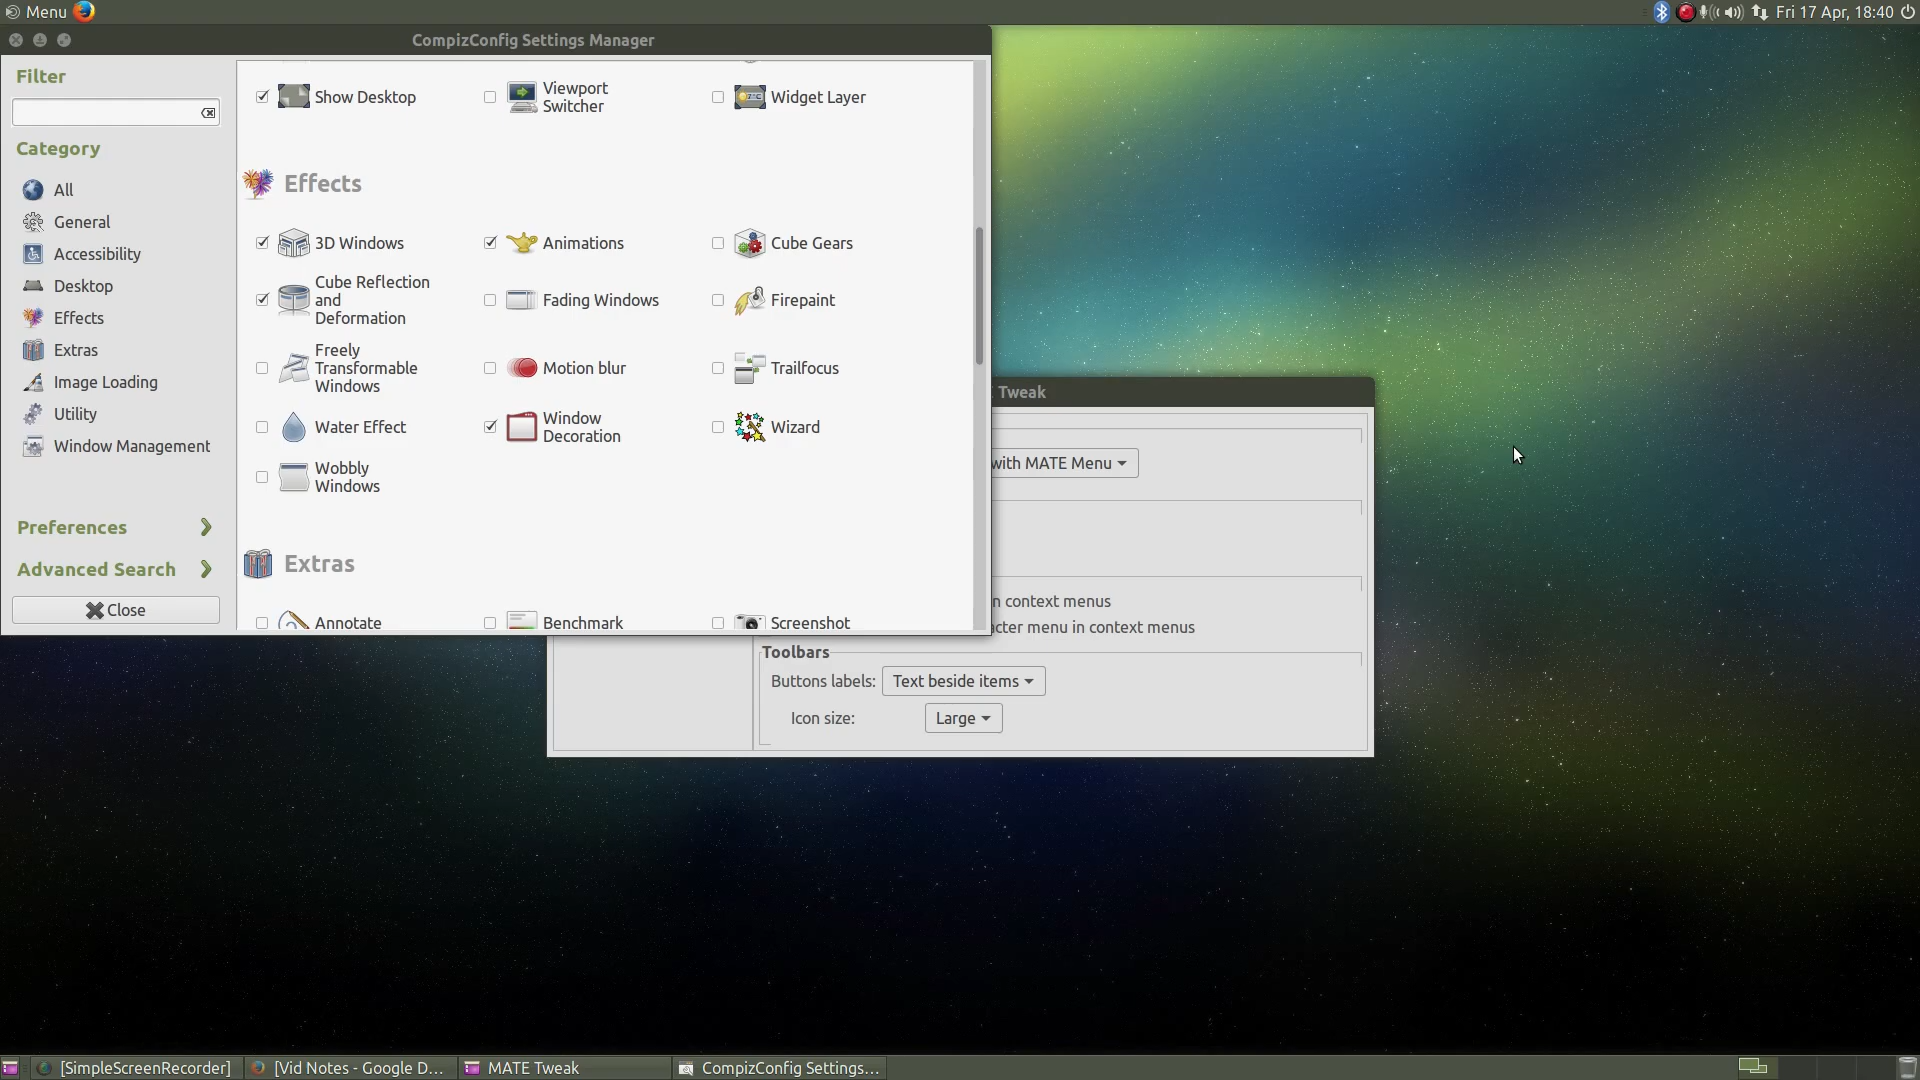 Menu
Fri 17 Apr, 18:40
CompizConfig Settings Manager
Filter
Category
All
General
Accessibility
Desktop
Effects
Extras
Image Loading
Utility
Window Management
Preferences
Advanced Search
Close
Show Desktop
Viewport
Switcher
Widget Layer
Effects
3D Windows
Animations
Cube Gears
Cube Reflection
and
Deformation
Fading Windows
Firepaint
Freely
Transformable
Windows
Motion blur
Trailfocus
Water Effect
Window
Decoration
Wizard
Wobbly
Windows
Extras
Annotate
Benchmark
Screenshot
Tweak
with MATE Menu
n context menus
acter menu in context menus
Toolbars
Buttons labels: Text beside items
Icon size: Large
[SimpleScreenRecorder]
[Vid Notes - Google D...
MATE Tweak
CompizConfig Settings...